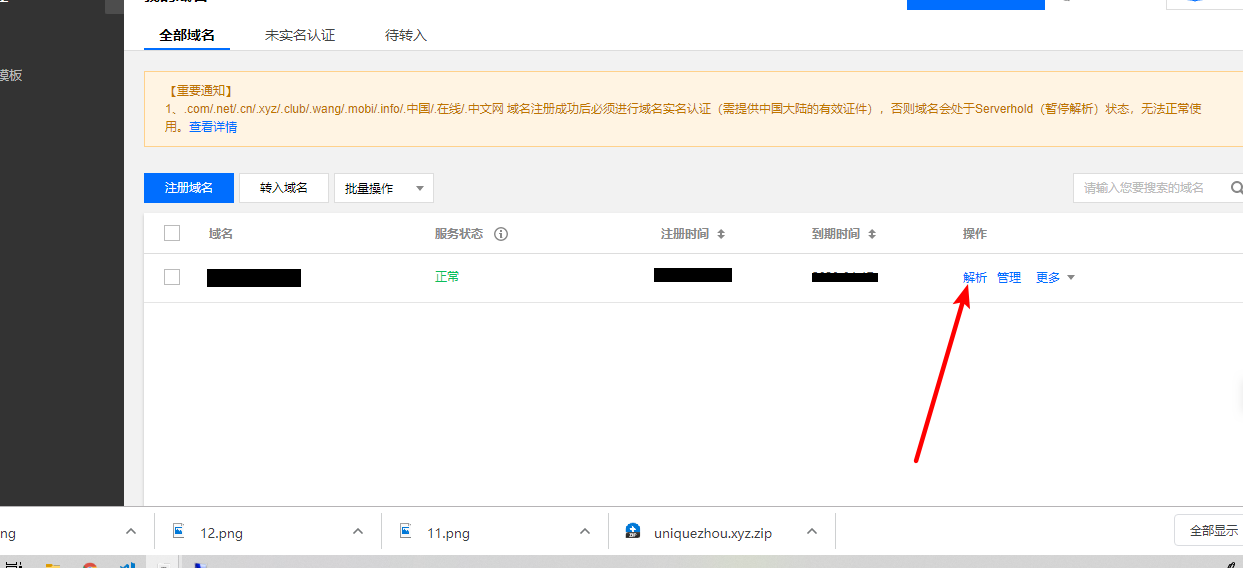 全部域名 未实名认证 待转入
模板
【重要通知】
1、.com/.net/.cn/.xyz/.club/.wang/.mobi/.info/.中国/.在线/.中文网 域名注册成功后必须进行域名实名认证（需提供中国大陆的有效证件），否则域名会处于Serverhold（暂停解析）状态，无法正常使
用。查看详情
注册域名 转入域名 批量操作 请输入您要搜索的域名
域名 服务状态 注册时间 到期时间 操作
正常 解析 管理 更多
ng 12.png 11.png uniquezhou.xyz.zip 全部显示